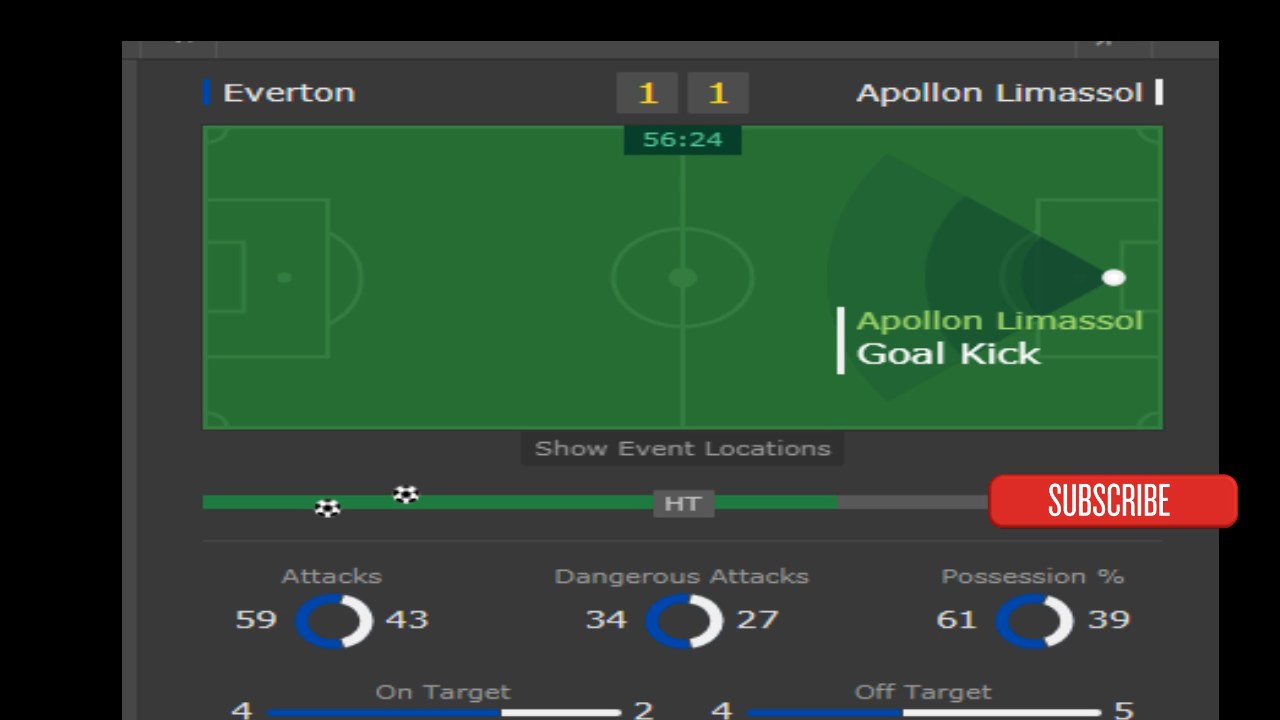 Everton 1 1 Apollon Limassol
56:24
Apollon Limassol
Goal Kick
Show Event Locations
HT
SUBSCRIBE
Attacks Dangerous Attacks Possession %
59 43 34 27 61 39
On Target Off Target
4 2 4 5